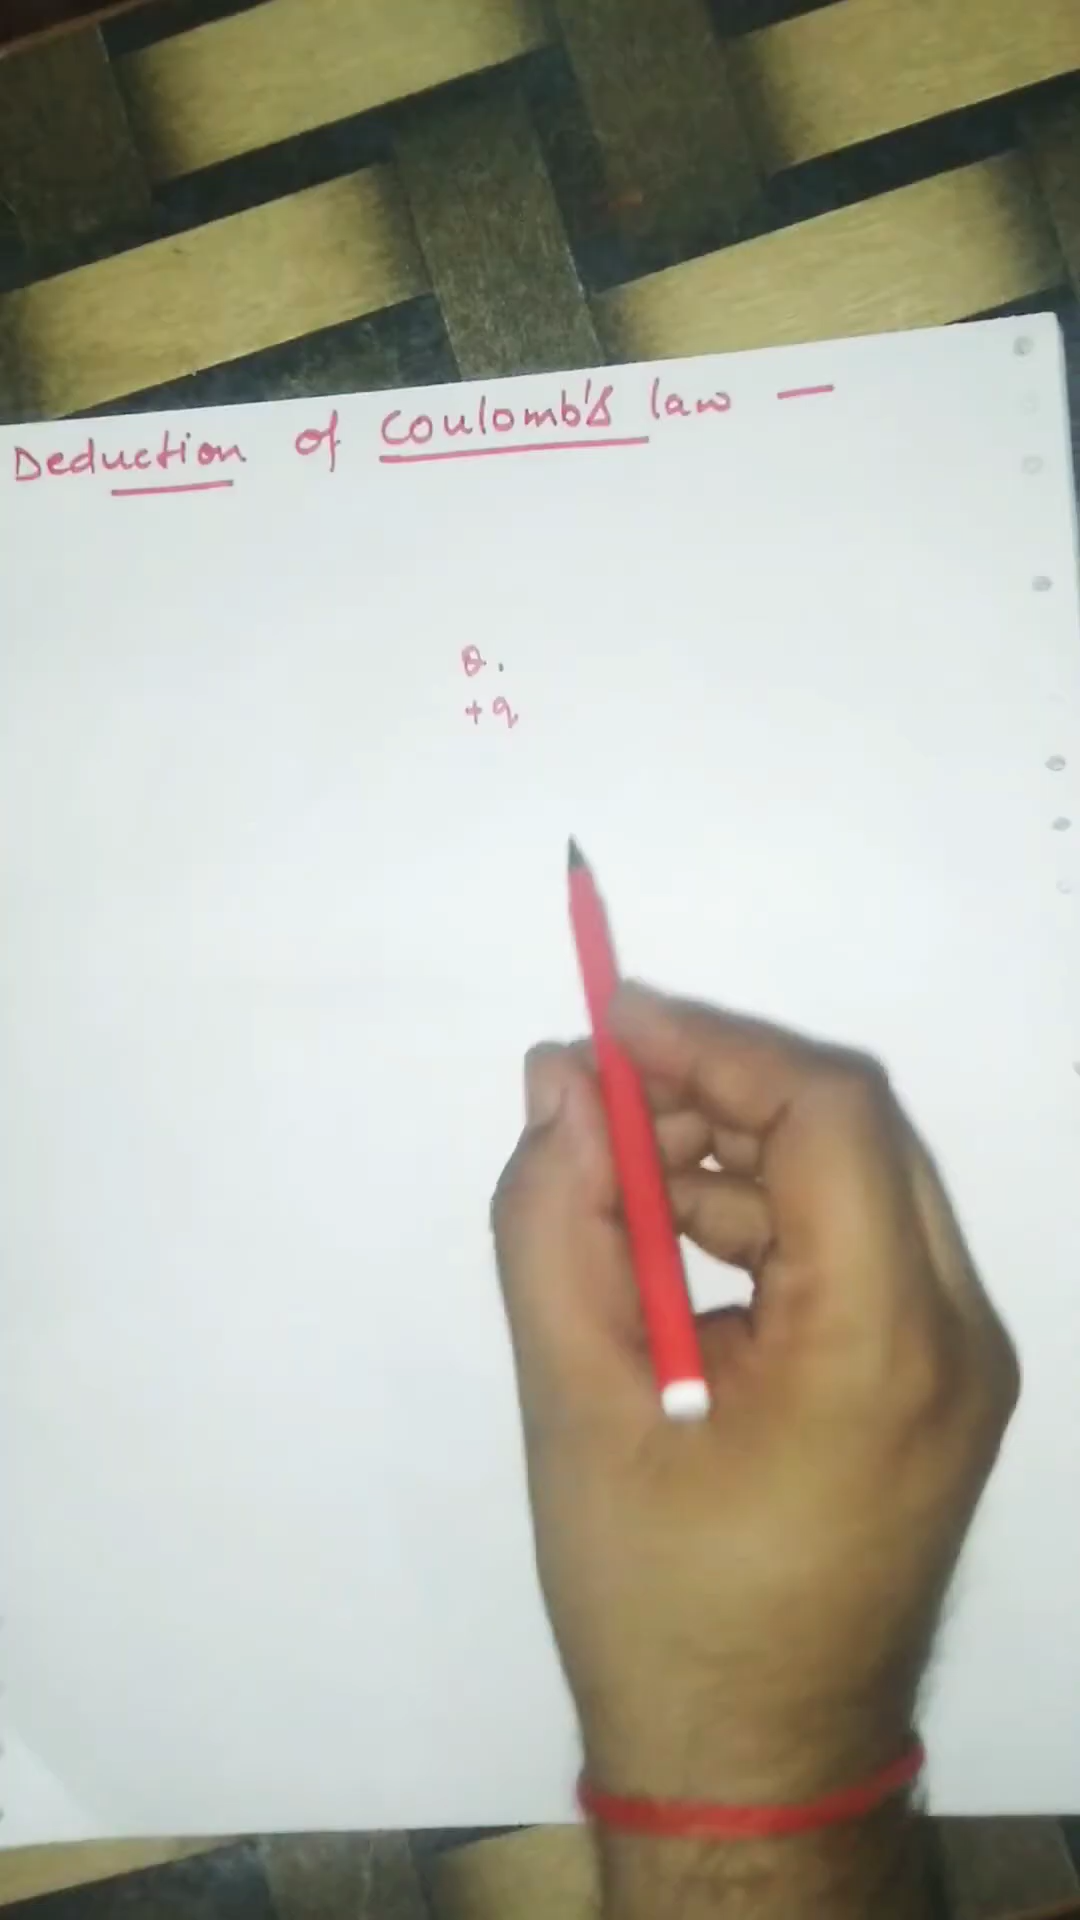 Deduction of Coulomb's law —
θ .
+q